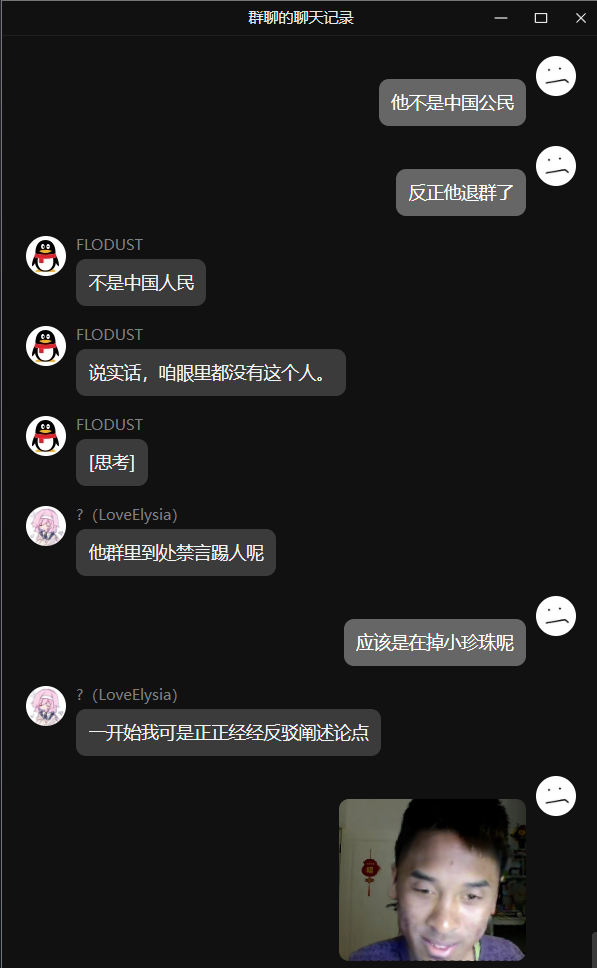 群聊的聊天记录
他不是中国公民
反正他退群了
FLODUST
不是中国人民
FLODUST
说实话，咱眼里都没有这个人。
FLODUST
[思考]
?（LoveElysia）
他群里到处禁言踢人呢
应该是在掉小珍珠呢
?（LoveElysia）
一开始我可是正正经经反驳阐述论点